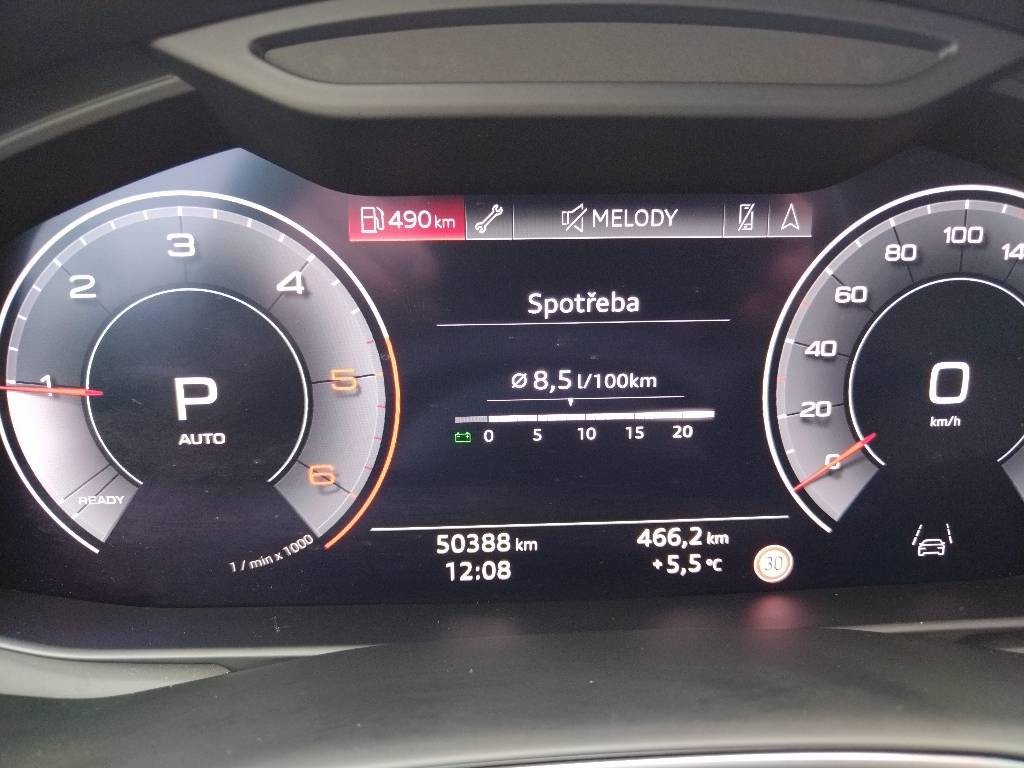 490 km MELODY
Spotřeba
ø 8,5 l/100km
0 5 10 15 20
50388 km 466,2 km
12:08 +5,5 °C
30
1 2 3 4 5 6
P
AUTO
READY
1 / min x 1000
0 20 40 60 80 100
0
km/h